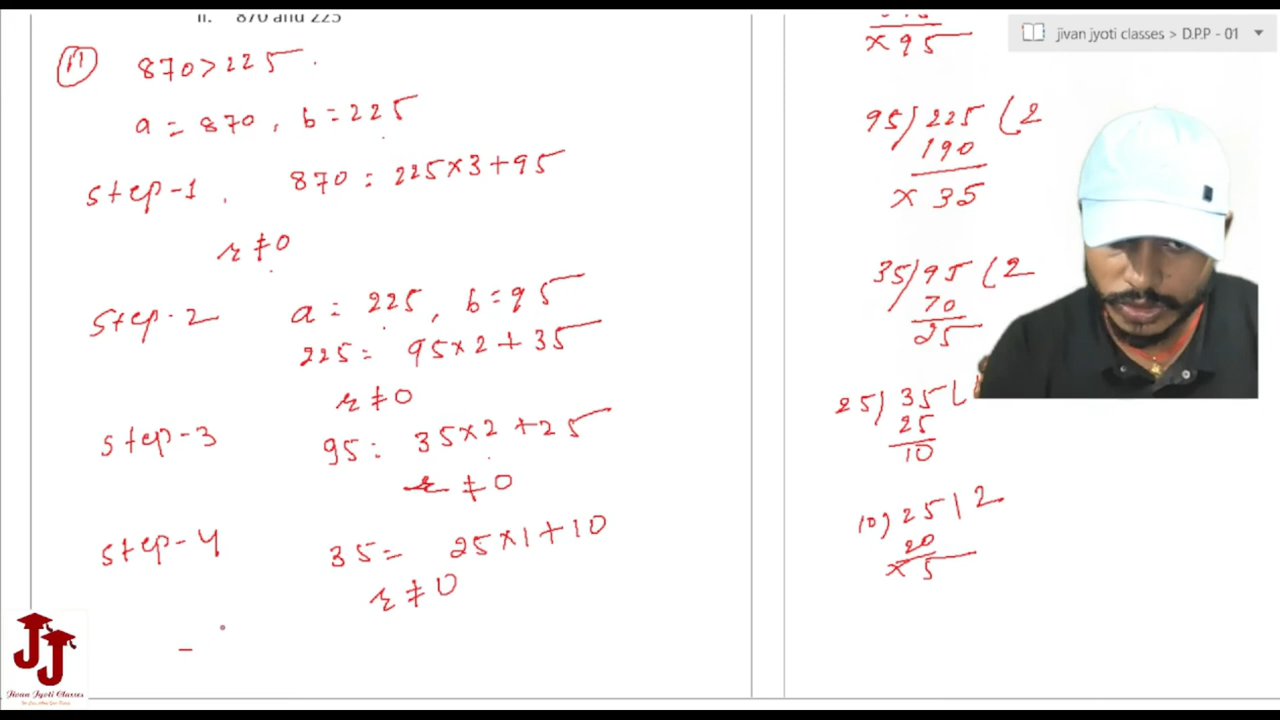 ii. 870 and 225
(ii) 870>225.
a = 870, b = 225
Step-1, 870 = 225×3+95
r ≠ 0
Step-2 a = 225, b = 95
225 = 95×2+35
r ≠ 0
Step-3 95 = 35×2+25
r ≠ 0
Step-4 35 = 25×1+10
r ≠ 0
jivan jyoti classes > D.P.P - 01
×95
95)225(2
190
×35
35)95(2
70
25
25)35(
25
10
10)25(2
20
×5
JJ
Jivan Jyoti Classes